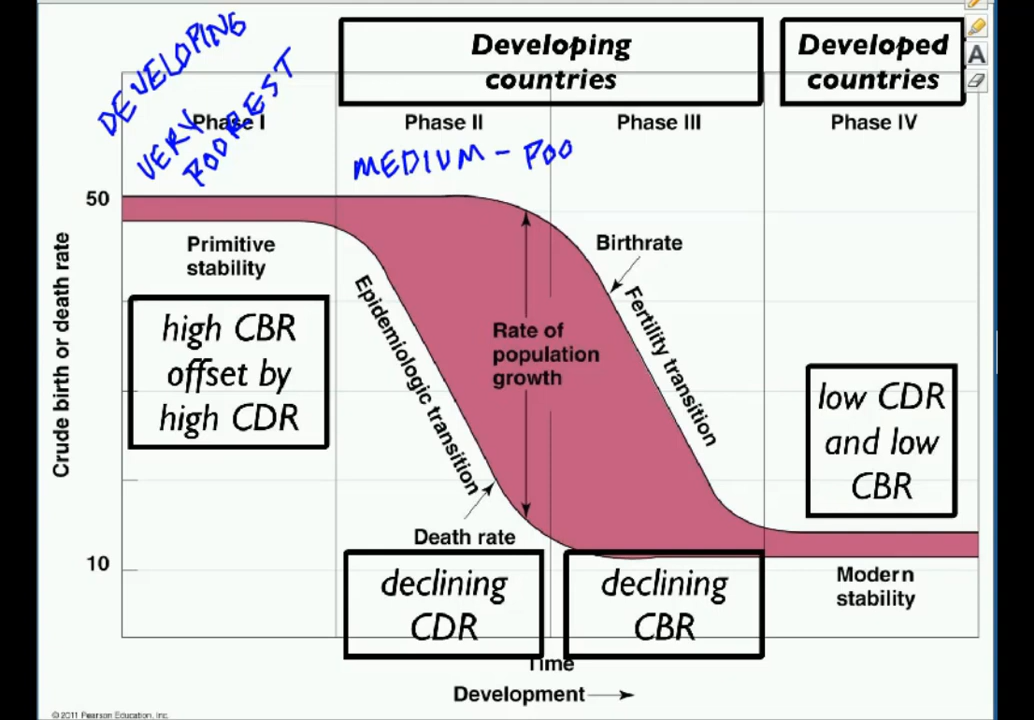 DEVELOPING
VERY
POOREST
Developing
countries
Developed
countries
A
Phase I
Phase II
Phase III
Phase IV
MEDIUM - POO
50
Primitive
stability
high CBR
offset by
high CDR
Crude birth or death rate
Epidemiologic transition
Rate of
population
growth
Birthrate
Fertility transition
low CDR
and low
CBR
Death rate
10
declining
CDR
declining
CBR
Modern
stability
Time
Development
© 2011 Pearson Education, Inc.